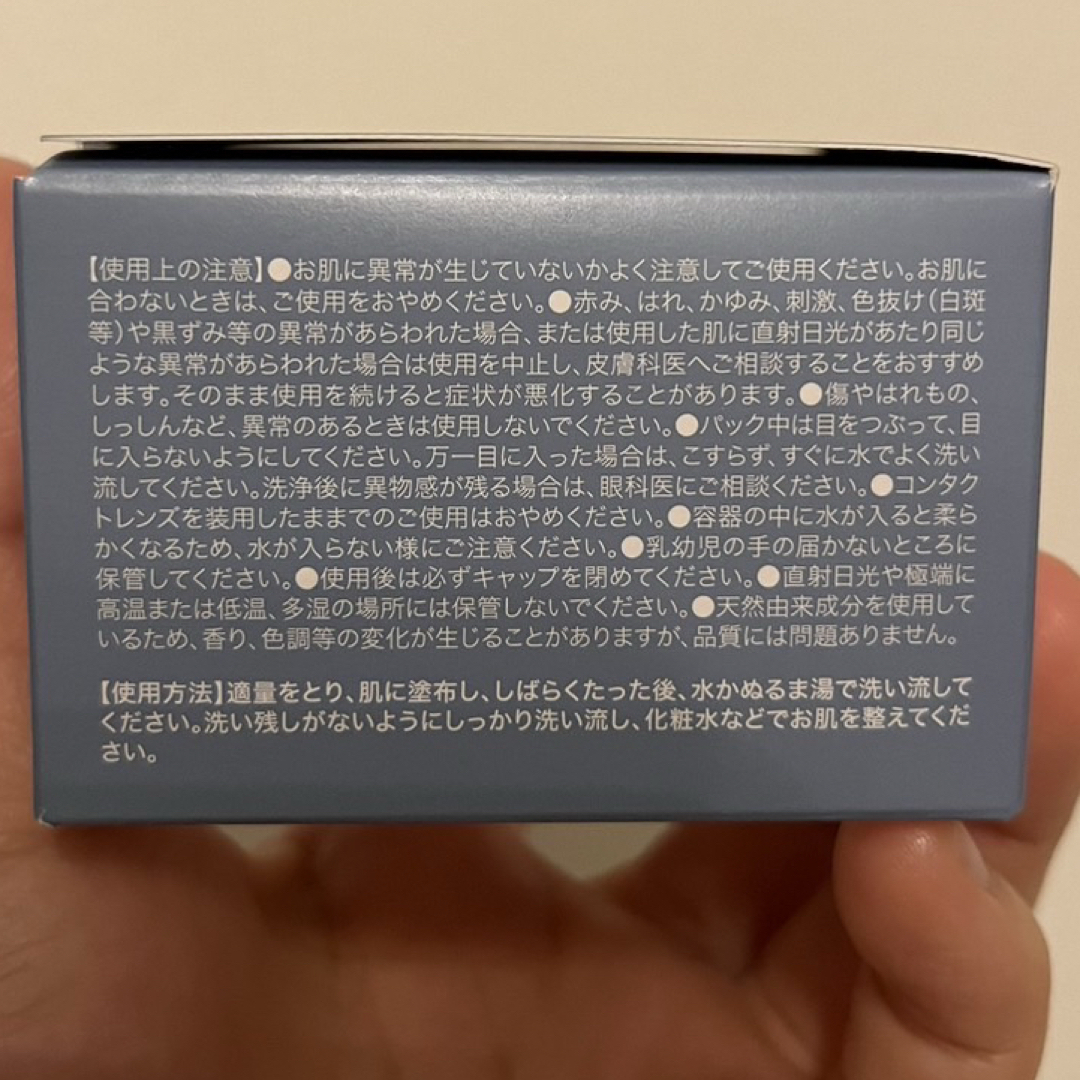 【使用上の注意】●お肌に異常が生じていないかよく注意してご使用ください。お肌に
合わないときは、ご使用をおやめください。●赤み、はれ、かゆみ、刺激、色抜け(白斑
等)や黒ずみ等の異常があらわれた場合、または使用した肌に直射日光があたり同じ
ような異常があらわれた場合は使用を中止し、皮膚科医へご相談することをおすすめ
します。そのまま使用を続けると症状が悪化することがあります。●傷やはれもの、
しっしんなど、異常のあるときは使用しないでください。●パック中は目をつぶって、目
に入らないようにしてください。万一目に入った場合は、こすらず、すぐに水でよく洗い
流してください。洗浄後に異物感が残る場合は、眼科医にご相談ください。●コンタク
トレンズを装用したままでのご使用はおやめください。●容器の中に水が入ると柔ら
かくなるため、水が入らない様にご注意ください。●乳幼児の手の届かないところに
保管してください。●使用後は必ずキャップを閉めてください。●直射日光や極端に
高温または低温、多湿の場所には保管しないでください。●天然由来成分を使用して
いるため、香り、色調等の変化が生じることがありますが、品質には問題ありません。
【使用方法】適量をとり、肌に塗布し、しばらくたった後、水かぬるま湯で洗い流して
ください。洗い残しがないようにしっかり洗い流し、化粧水などでお肌を整えてくだ
さい。